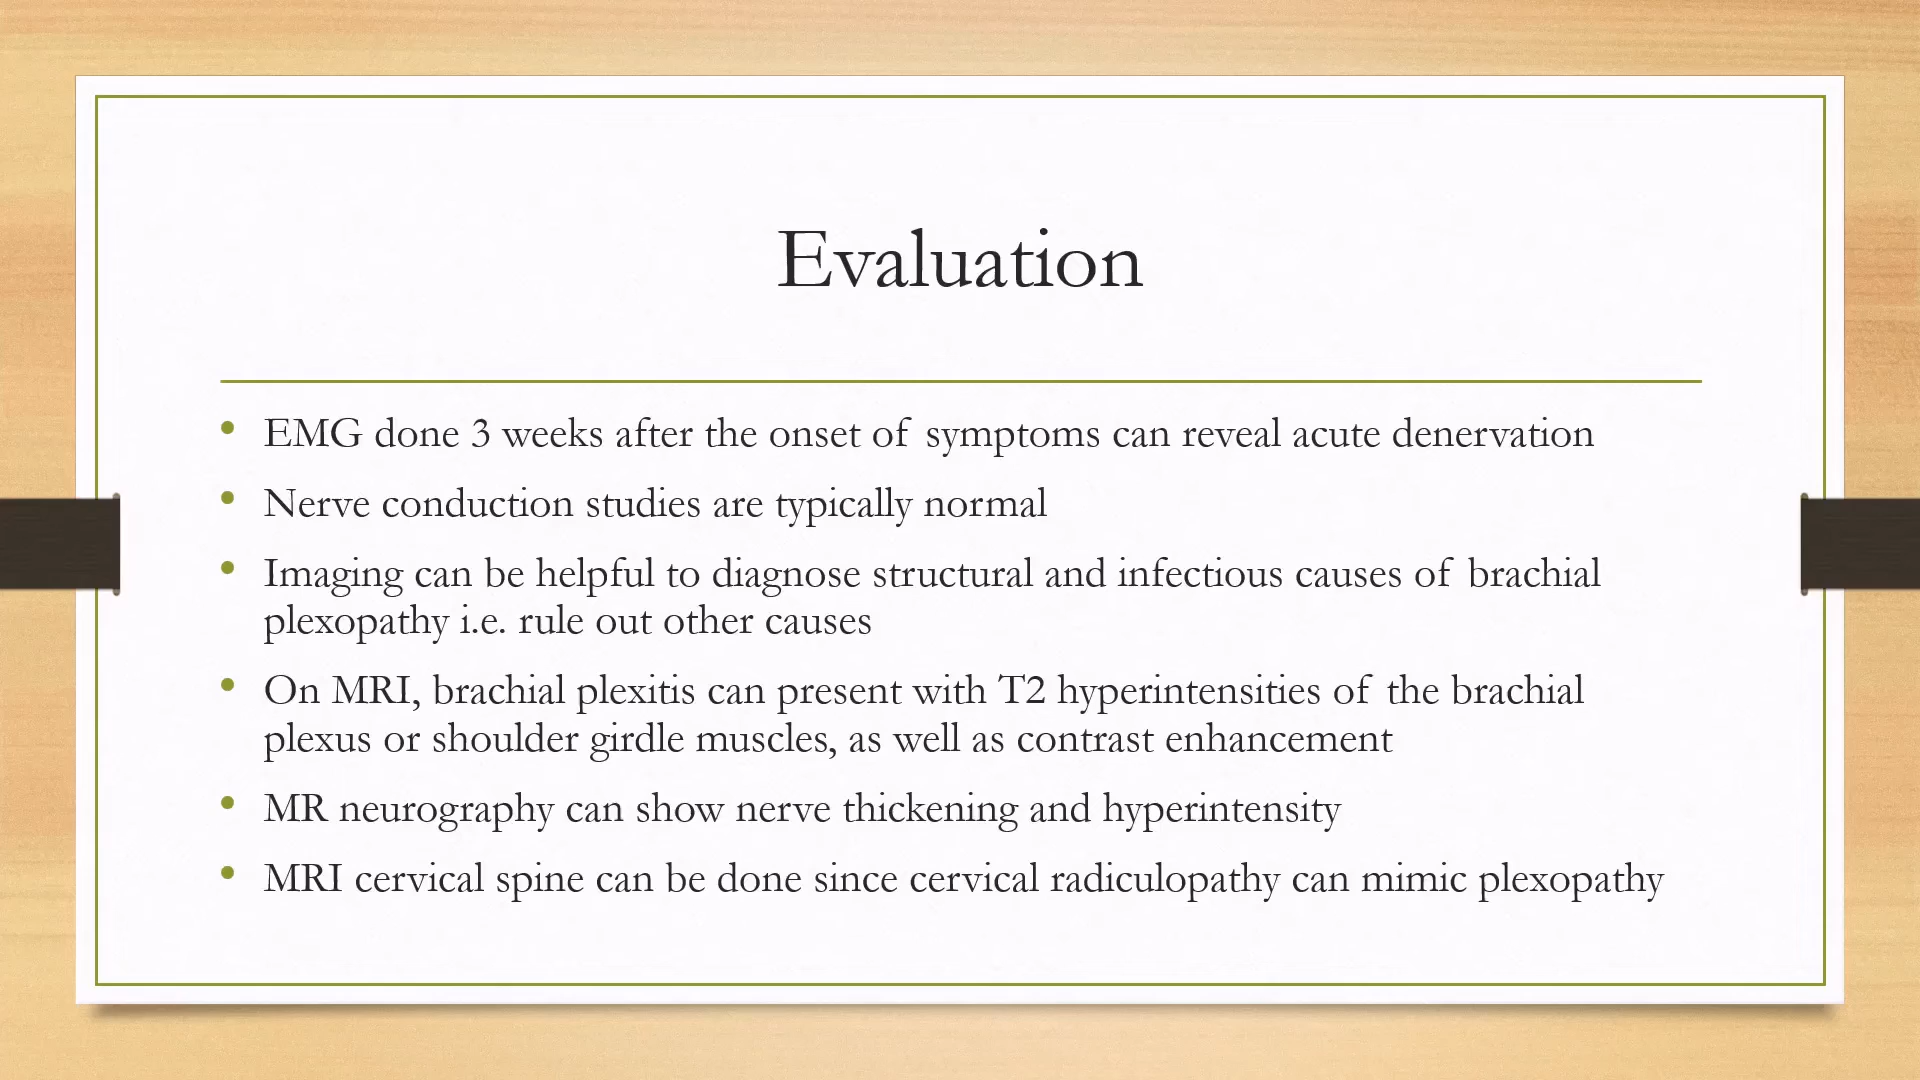 Evaluation
• EMG done 3 weeks after the onset of symptoms can reveal acute denervation
• Nerve conduction studies are typically normal
• Imaging can be helpful to diagnose structural and infectious causes of brachial
plexopathy i.e. rule out other causes
• On MRI, brachial plexitis can present with T2 hyperintensities of the brachial
plexus or shoulder girdle muscles, as well as contrast enhancement
• MR neurography can show nerve thickening and hyperintensity
• MRI cervical spine can be done since cervical radiculopathy can mimic plexopathy